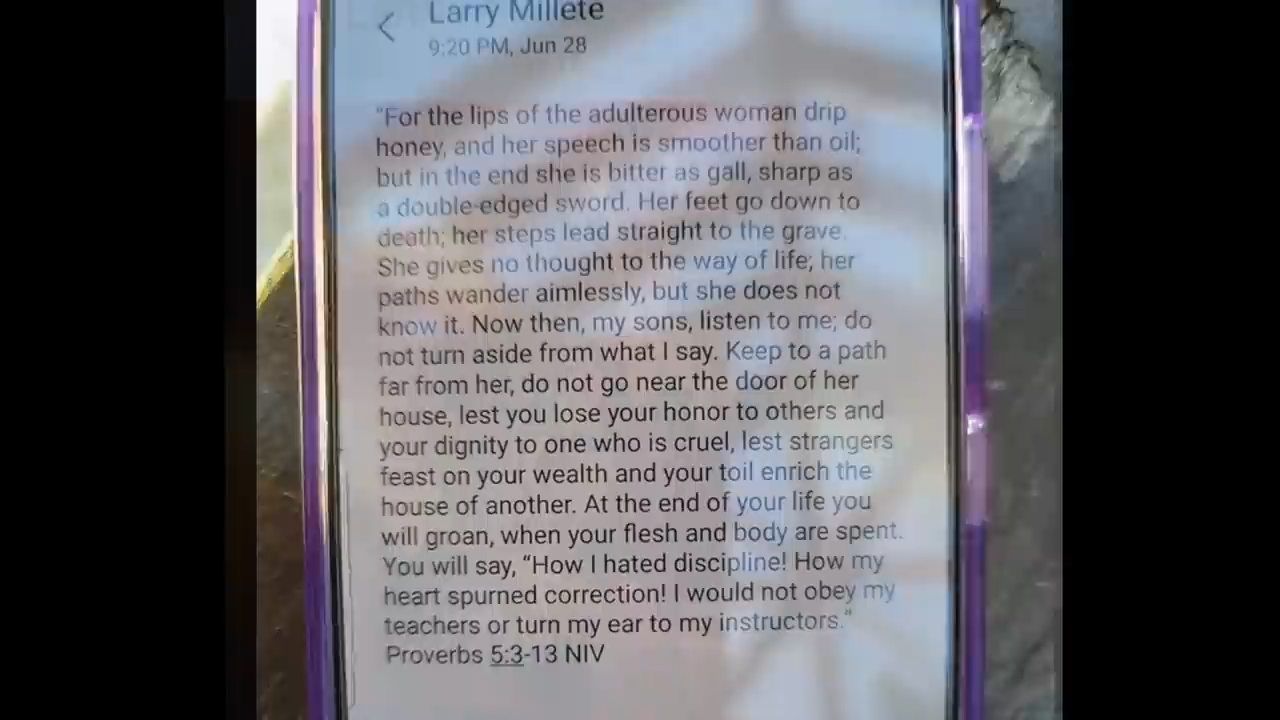 Larry Millete
9:20 PM, Jun 28
"For the lips of the adulterous woman drip
honey, and her speech is smoother than oil;
but in the end she is bitter as gall, sharp as
a double-edged sword. Her feet go down to
death; her steps lead straight to the grave.
She gives no thought to the way of life; her
paths wander aimlessly, but she does not
know it. Now then, my sons, listen to me; do
not turn aside from what I say. Keep to a path
far from her, do not go near the door of her
house, lest you lose your honor to others and
your dignity to one who is cruel, lest strangers
feast on your wealth and your toil enrich the
house of another. At the end of your life you
will groan, when your flesh and body are spent.
You will say, “How I hated discipline! How my
heart spurned correction! I would not obey my
teachers or turn my ear to my instructors.”
Proverbs 5:3-13 NIV